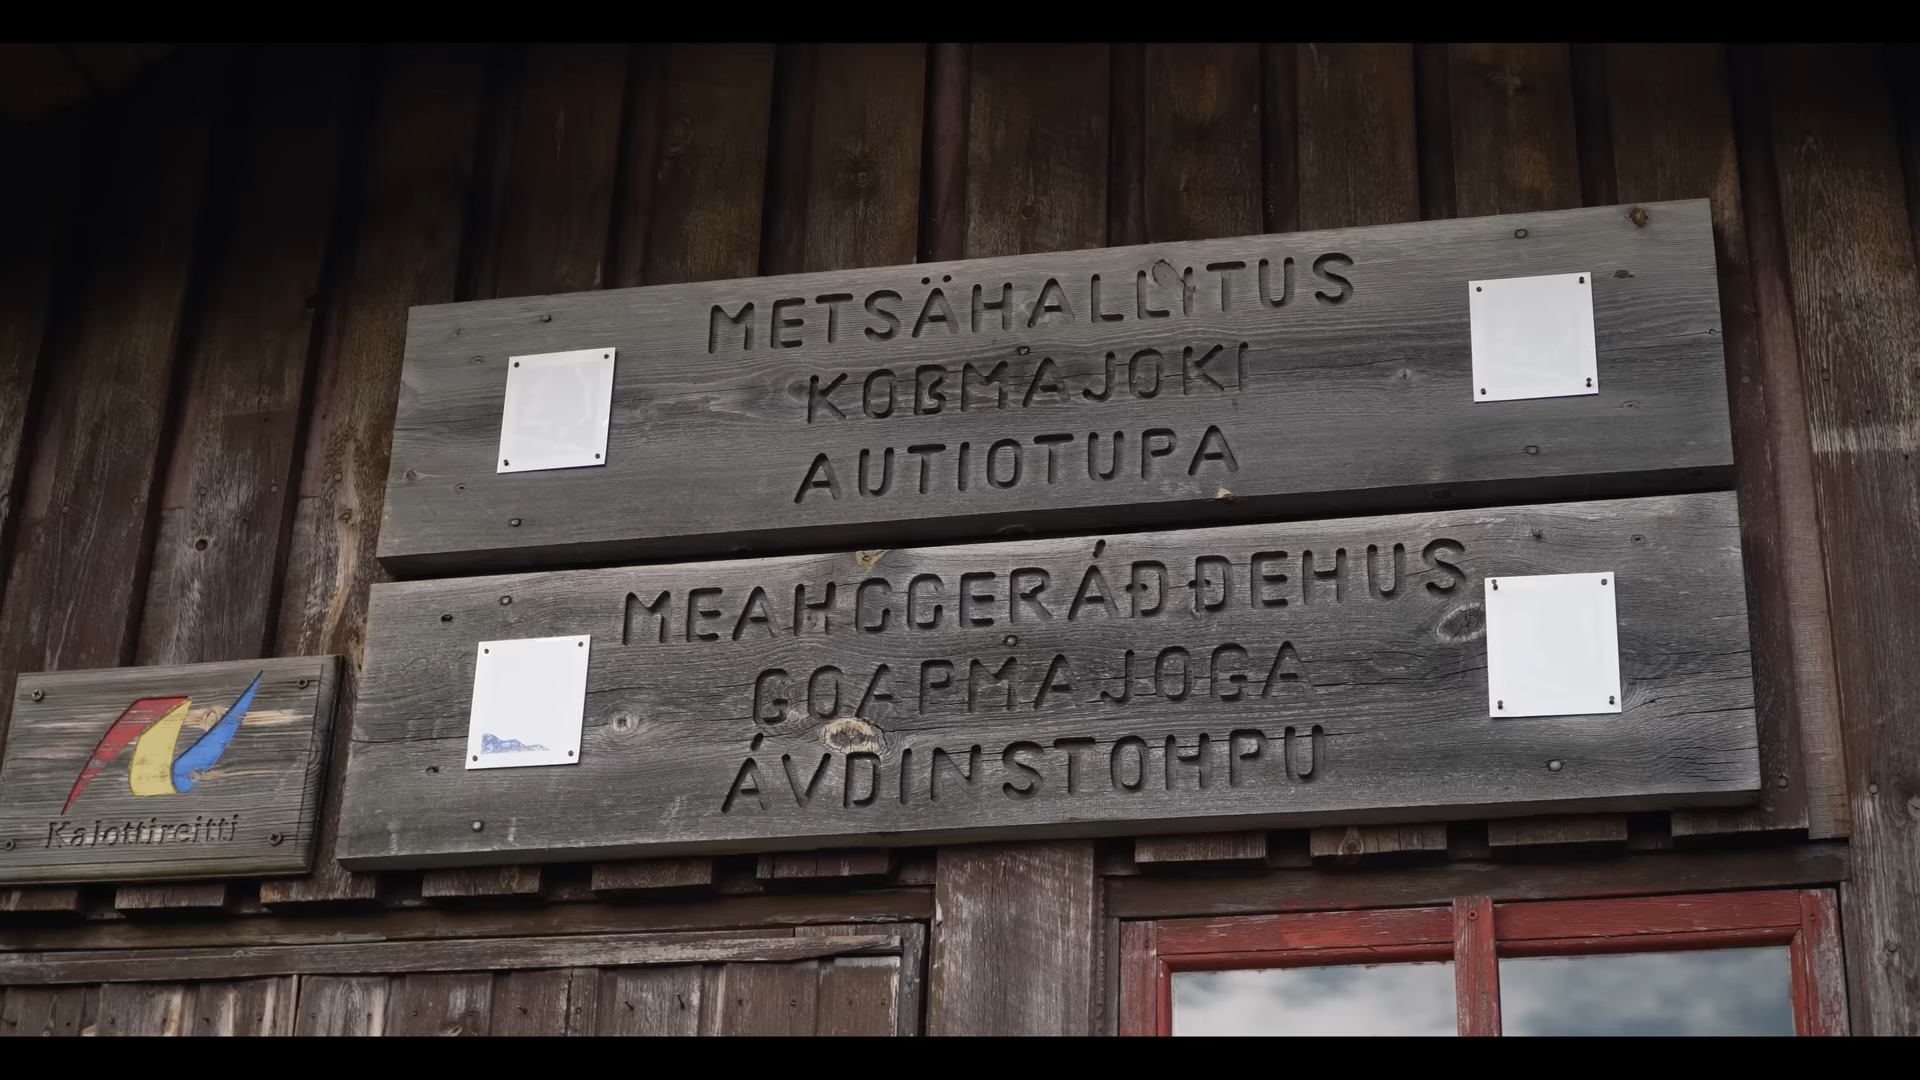 METSÄHALLITUS
KOBMAJOKI
AUTIOTUPA
MEAHCCERÁĐĐEHUS
GOAPMAJOGA
ÁVDINSTOHPU
Kalottireitti